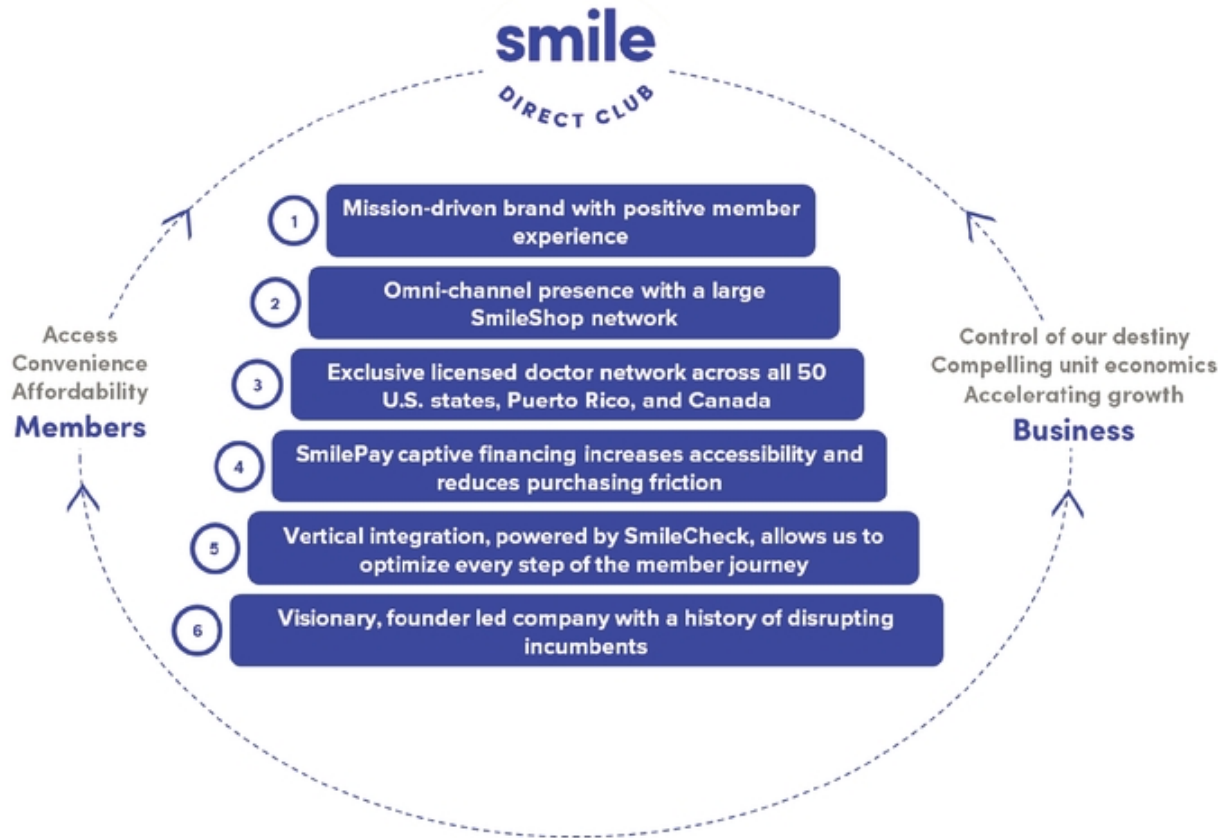 smile
DIRECT CLUB
1
Mission-driven brand with positive member
experience
2
Omni-channel presence with a large
SmileShop network
3
Exclusive licensed doctor network across all 50
U.S. states, Puerto Rico, and Canada
4
SmilePay captive financing increases accessibility and
reduces purchasing friction
5
Vertical integration, powered by SmileCheck, allows us to
optimize every step of the member journey
6
Visionary, founder led company with a history of disrupting
incumbents
Access
Convenience
Affordability
Members
Control of our destiny
Compelling unit economics
Accelerating growth
Business